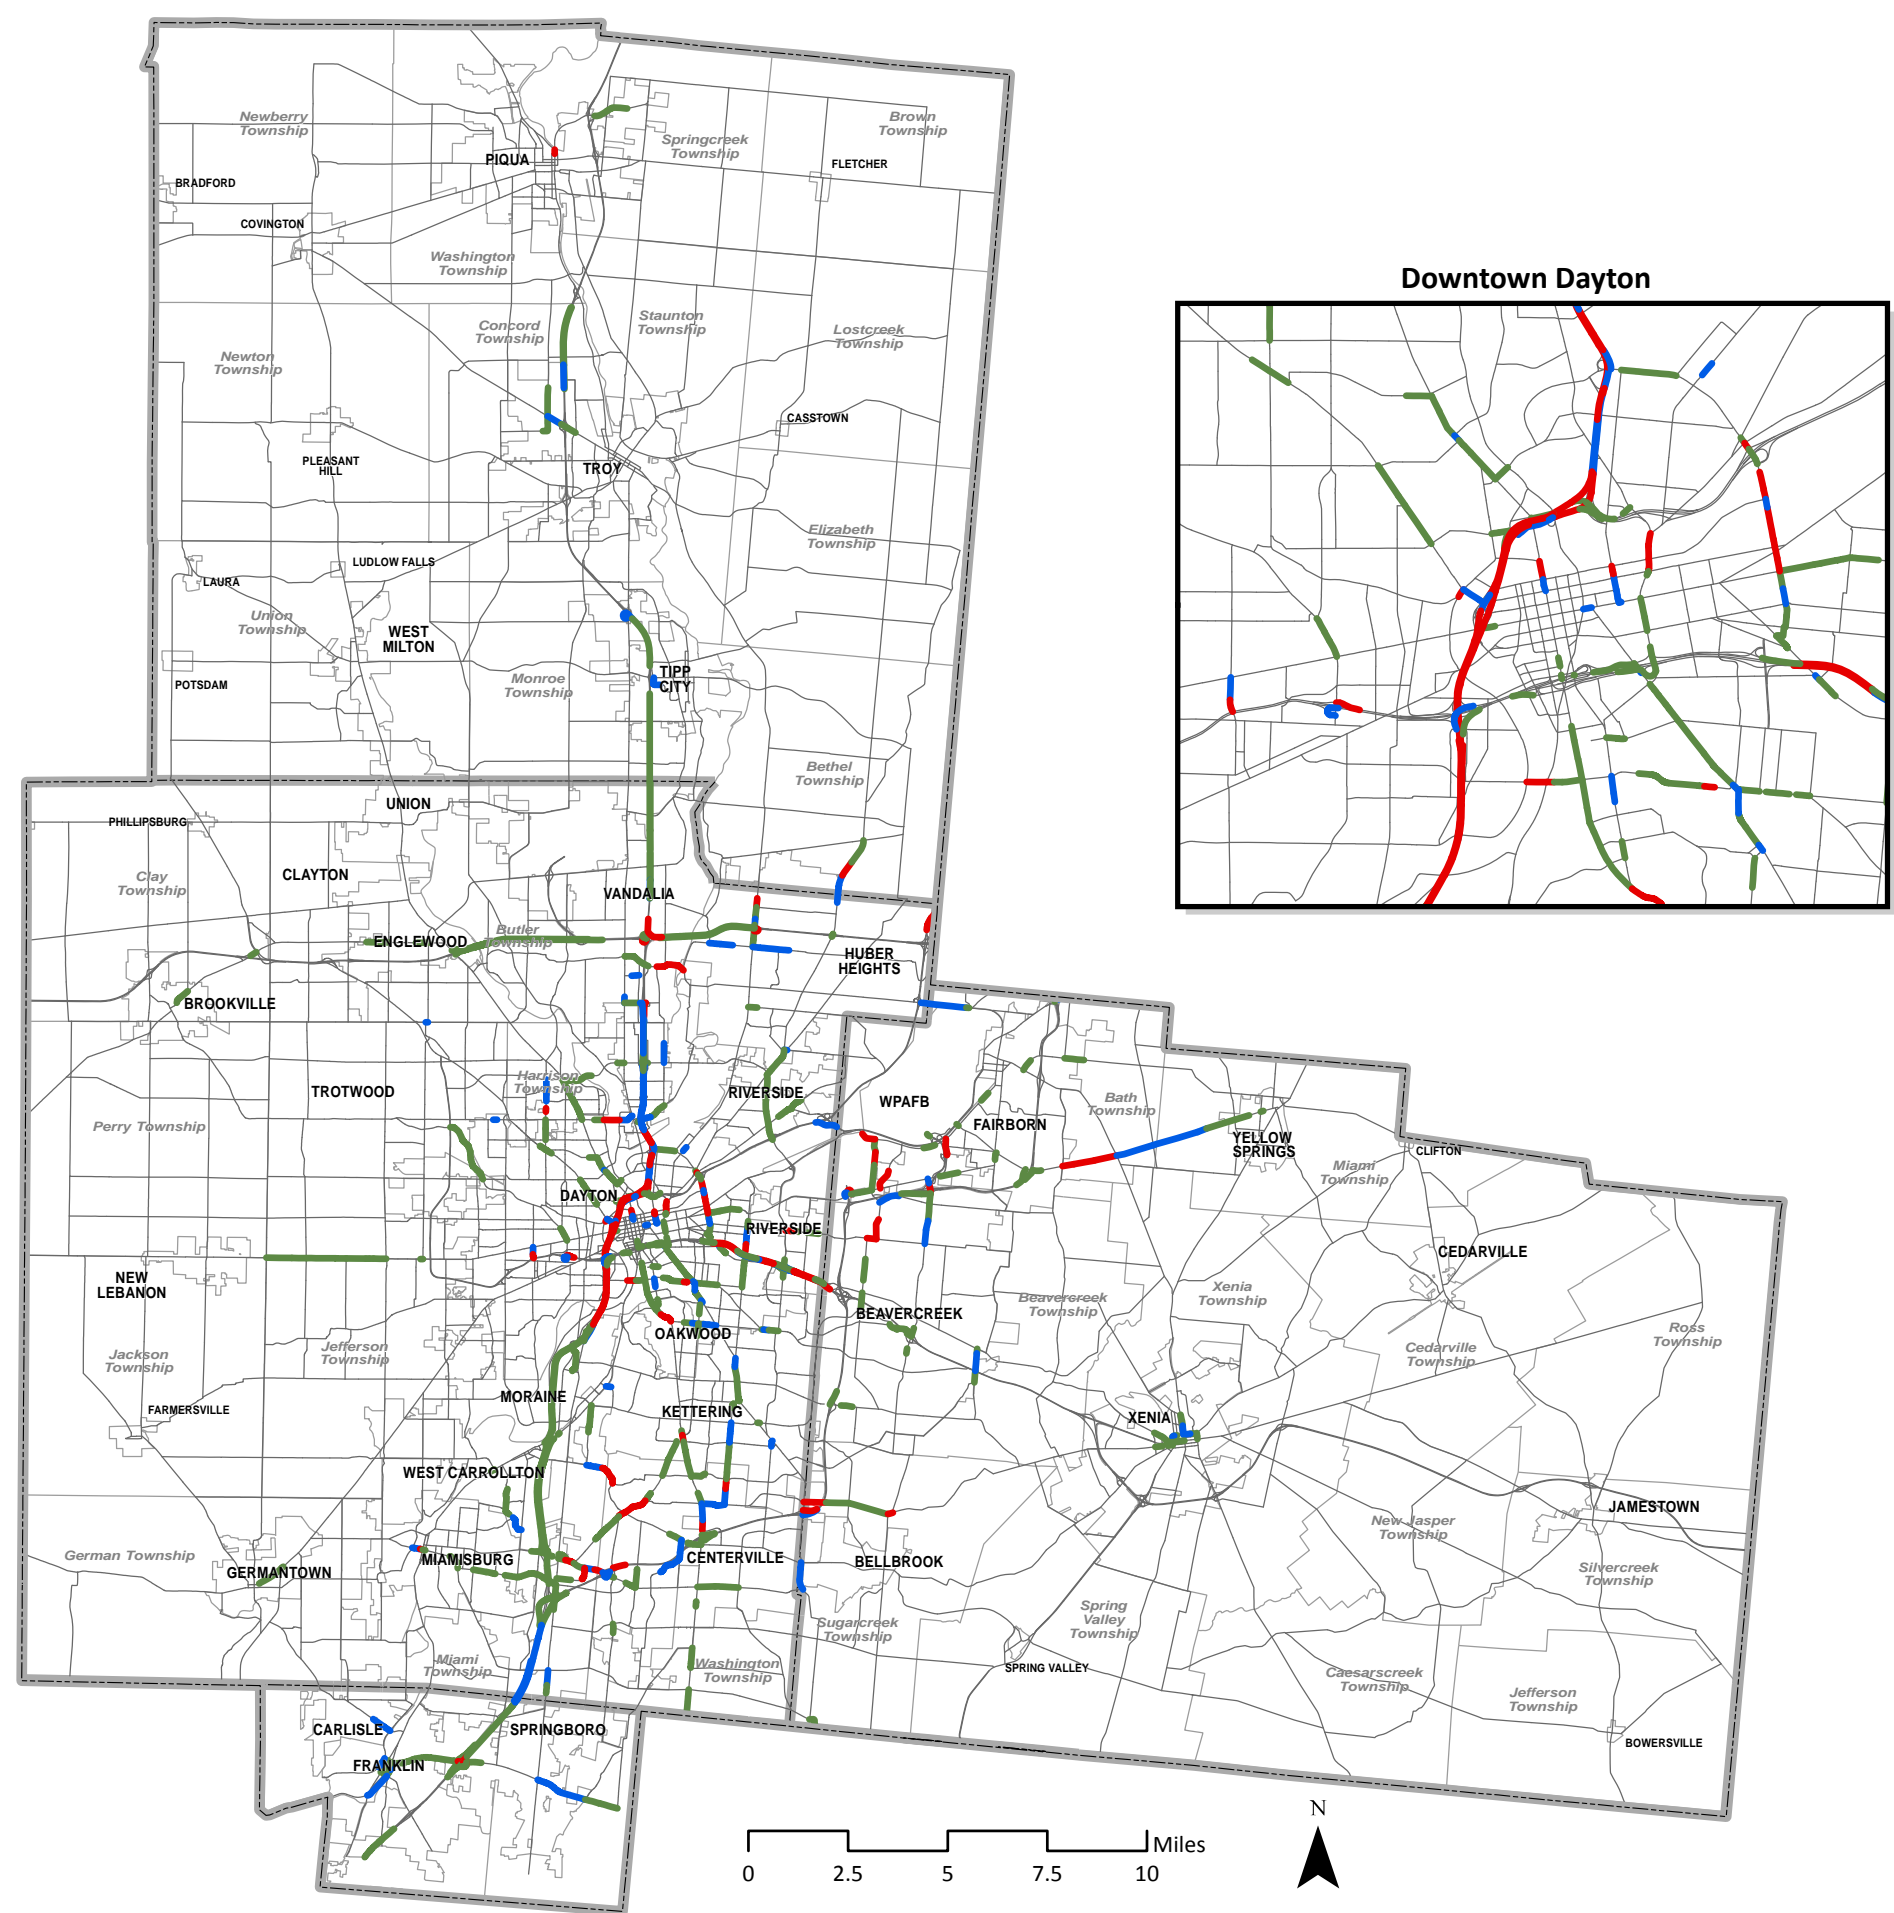 Newberry
Township
Brown
Township
Springcreek
Township
PIQUA
FLETCHER
BRADFORD
COVINGTON
Washington
Township
Downtown Dayton
Concord
Township
Staunton
Township
Lostcreek
Township
Newton
Township
CASSTOWN
PLEASANT
HILL
TROY
Elizabeth
Township
LUDLOW FALLS
LAURA
Union
Township
WEST
MILTON
TIPP
CITY
Monroe
Township
POTSDAM
Bethel
Township
UNION
PHILLIPSBURG
Clay
Township
CLAYTON
VANDALIA
Butler
Township
ENGLEWOOD
HUBER
HEIGHTS
BROOKVILLE
Harrison
Township
TROTWOOD
RIVERSIDE
WPAFB
Bath
Township
FAIRBORN
Perry Township
YELLOW
SPRINGS
CLIFTON
Miami
Township
DAYTON
RIVERSIDE
CEDARVILLE
NEW
LEBANON
Xenia
Township
Beavercreek
Township
BEAVERCREEK
OAKWOOD
Ross
Township
Jefferson
Township
Jackson
Township
Cedarville
Township
MORAINE
FARMERSVILLE
KETTERING
XENIA
WEST CARROLLTON
JAMESTOWN
New Jasper
Township
German Township
MIAMISBURG
CENTERVILLE
BELLBROOK
GERMANTOWN
Silvercreek
Township
Spring
Valley
Township
Sugarcreek
Township
Miami
Township
Washington
Township
SPRING VALLEY
Caesarscreek
Township
Jefferson
Township
CARLISLE
SPRINGBORO
BOWERSVILLE
FRANKLIN
N
Miles
0 2.5 5 7.5 10